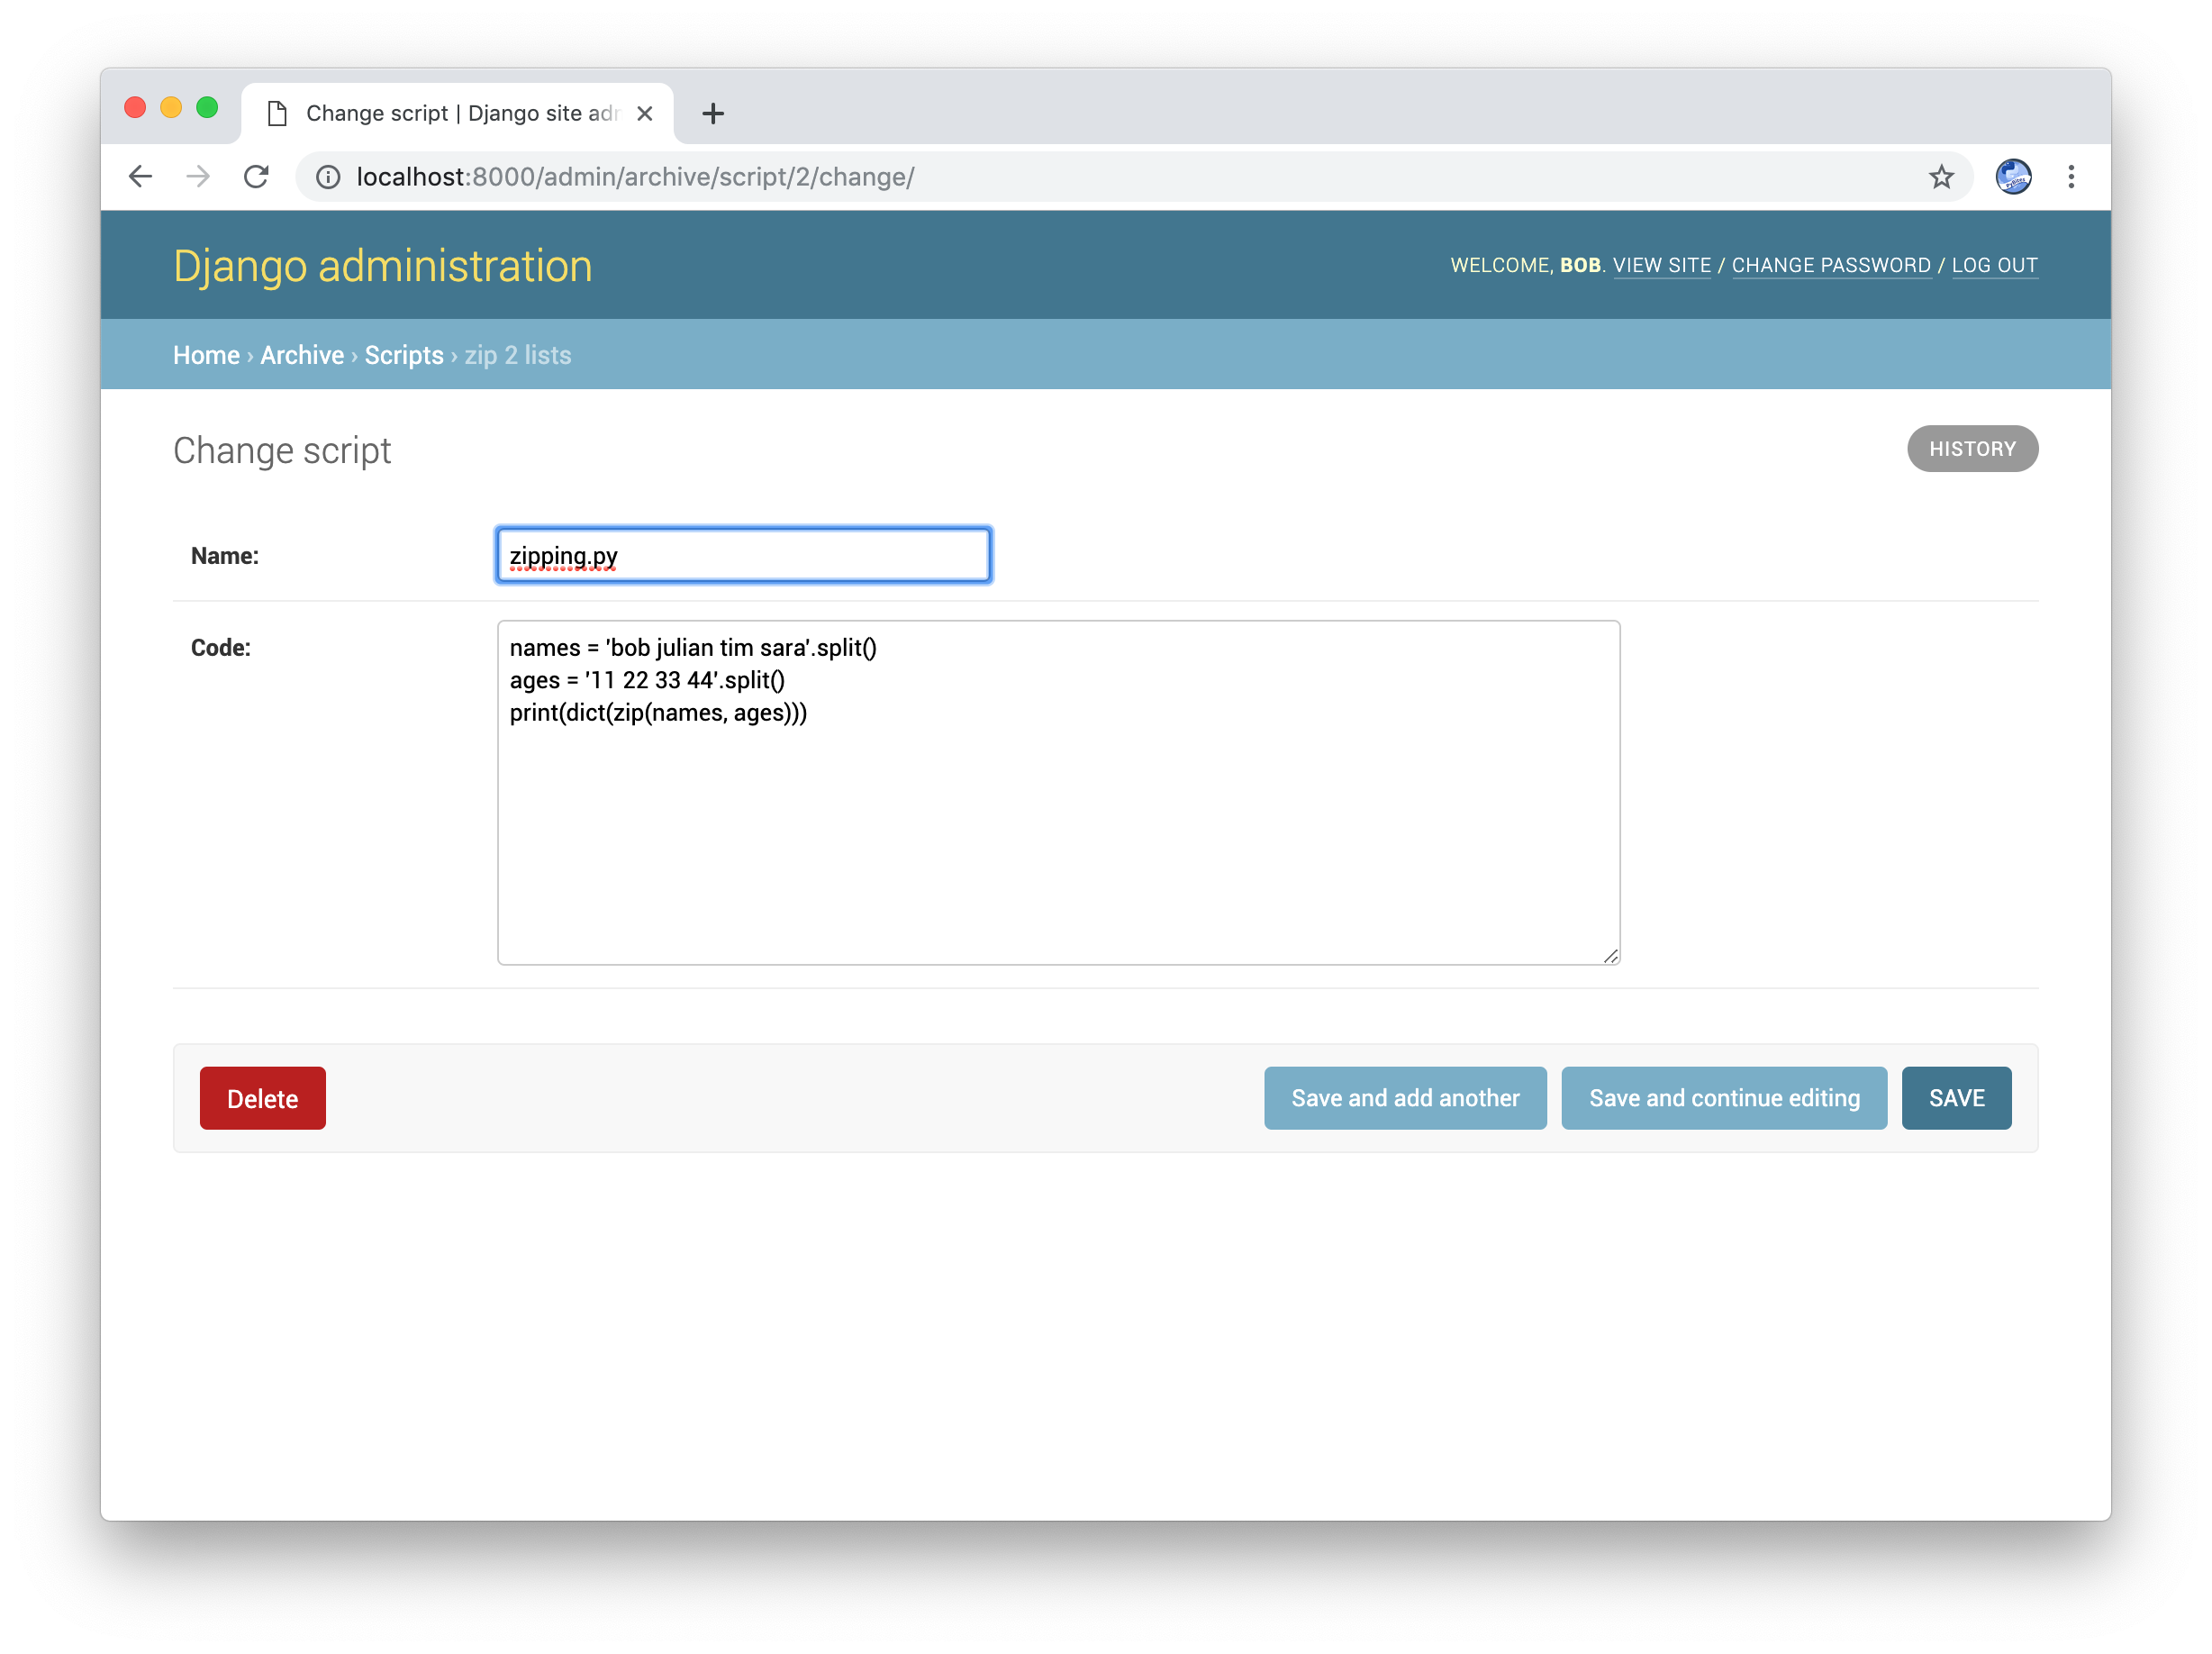 Change script | Django site adr
localhost:8000/admin/archive/script/2/change/
Django administration
WELCOME, BOB. VIEW SITE / CHANGE PASSWORD / LOG OUT
Home › Archive › Scripts › zip 2 lists
Change script
HISTORY
Name:
zipping.py
Code:
names = 'bob julian tim sara'.split()
ages = '11 22 33 44'.split()
print(dict(zip(names, ages)))
Delete
Save and add another
Save and continue editing
SAVE